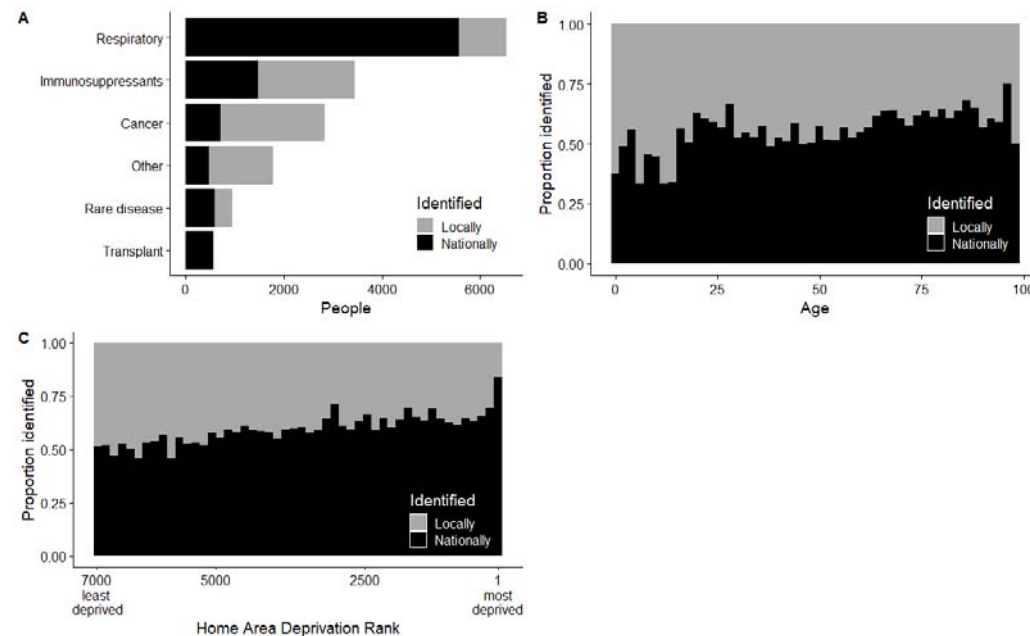 A
Respiratory
Immunosuppressants
Cancer
Other
Rare disease
Transplant
Identified
Locally
Nationally
0 2000 4000 6000
People
B
Proportion identified
1.00
0.75
0.50
0.25
0.00
Identified
Locally
Nationally
0 25 50 75 100
Age
C
Proportion identified
1.00
0.75
0.50
0.25
0.00
Identified
Locally
Nationally
7000 5000 2500 1
least most
deprived deprived
Home Area Deprivation Rank